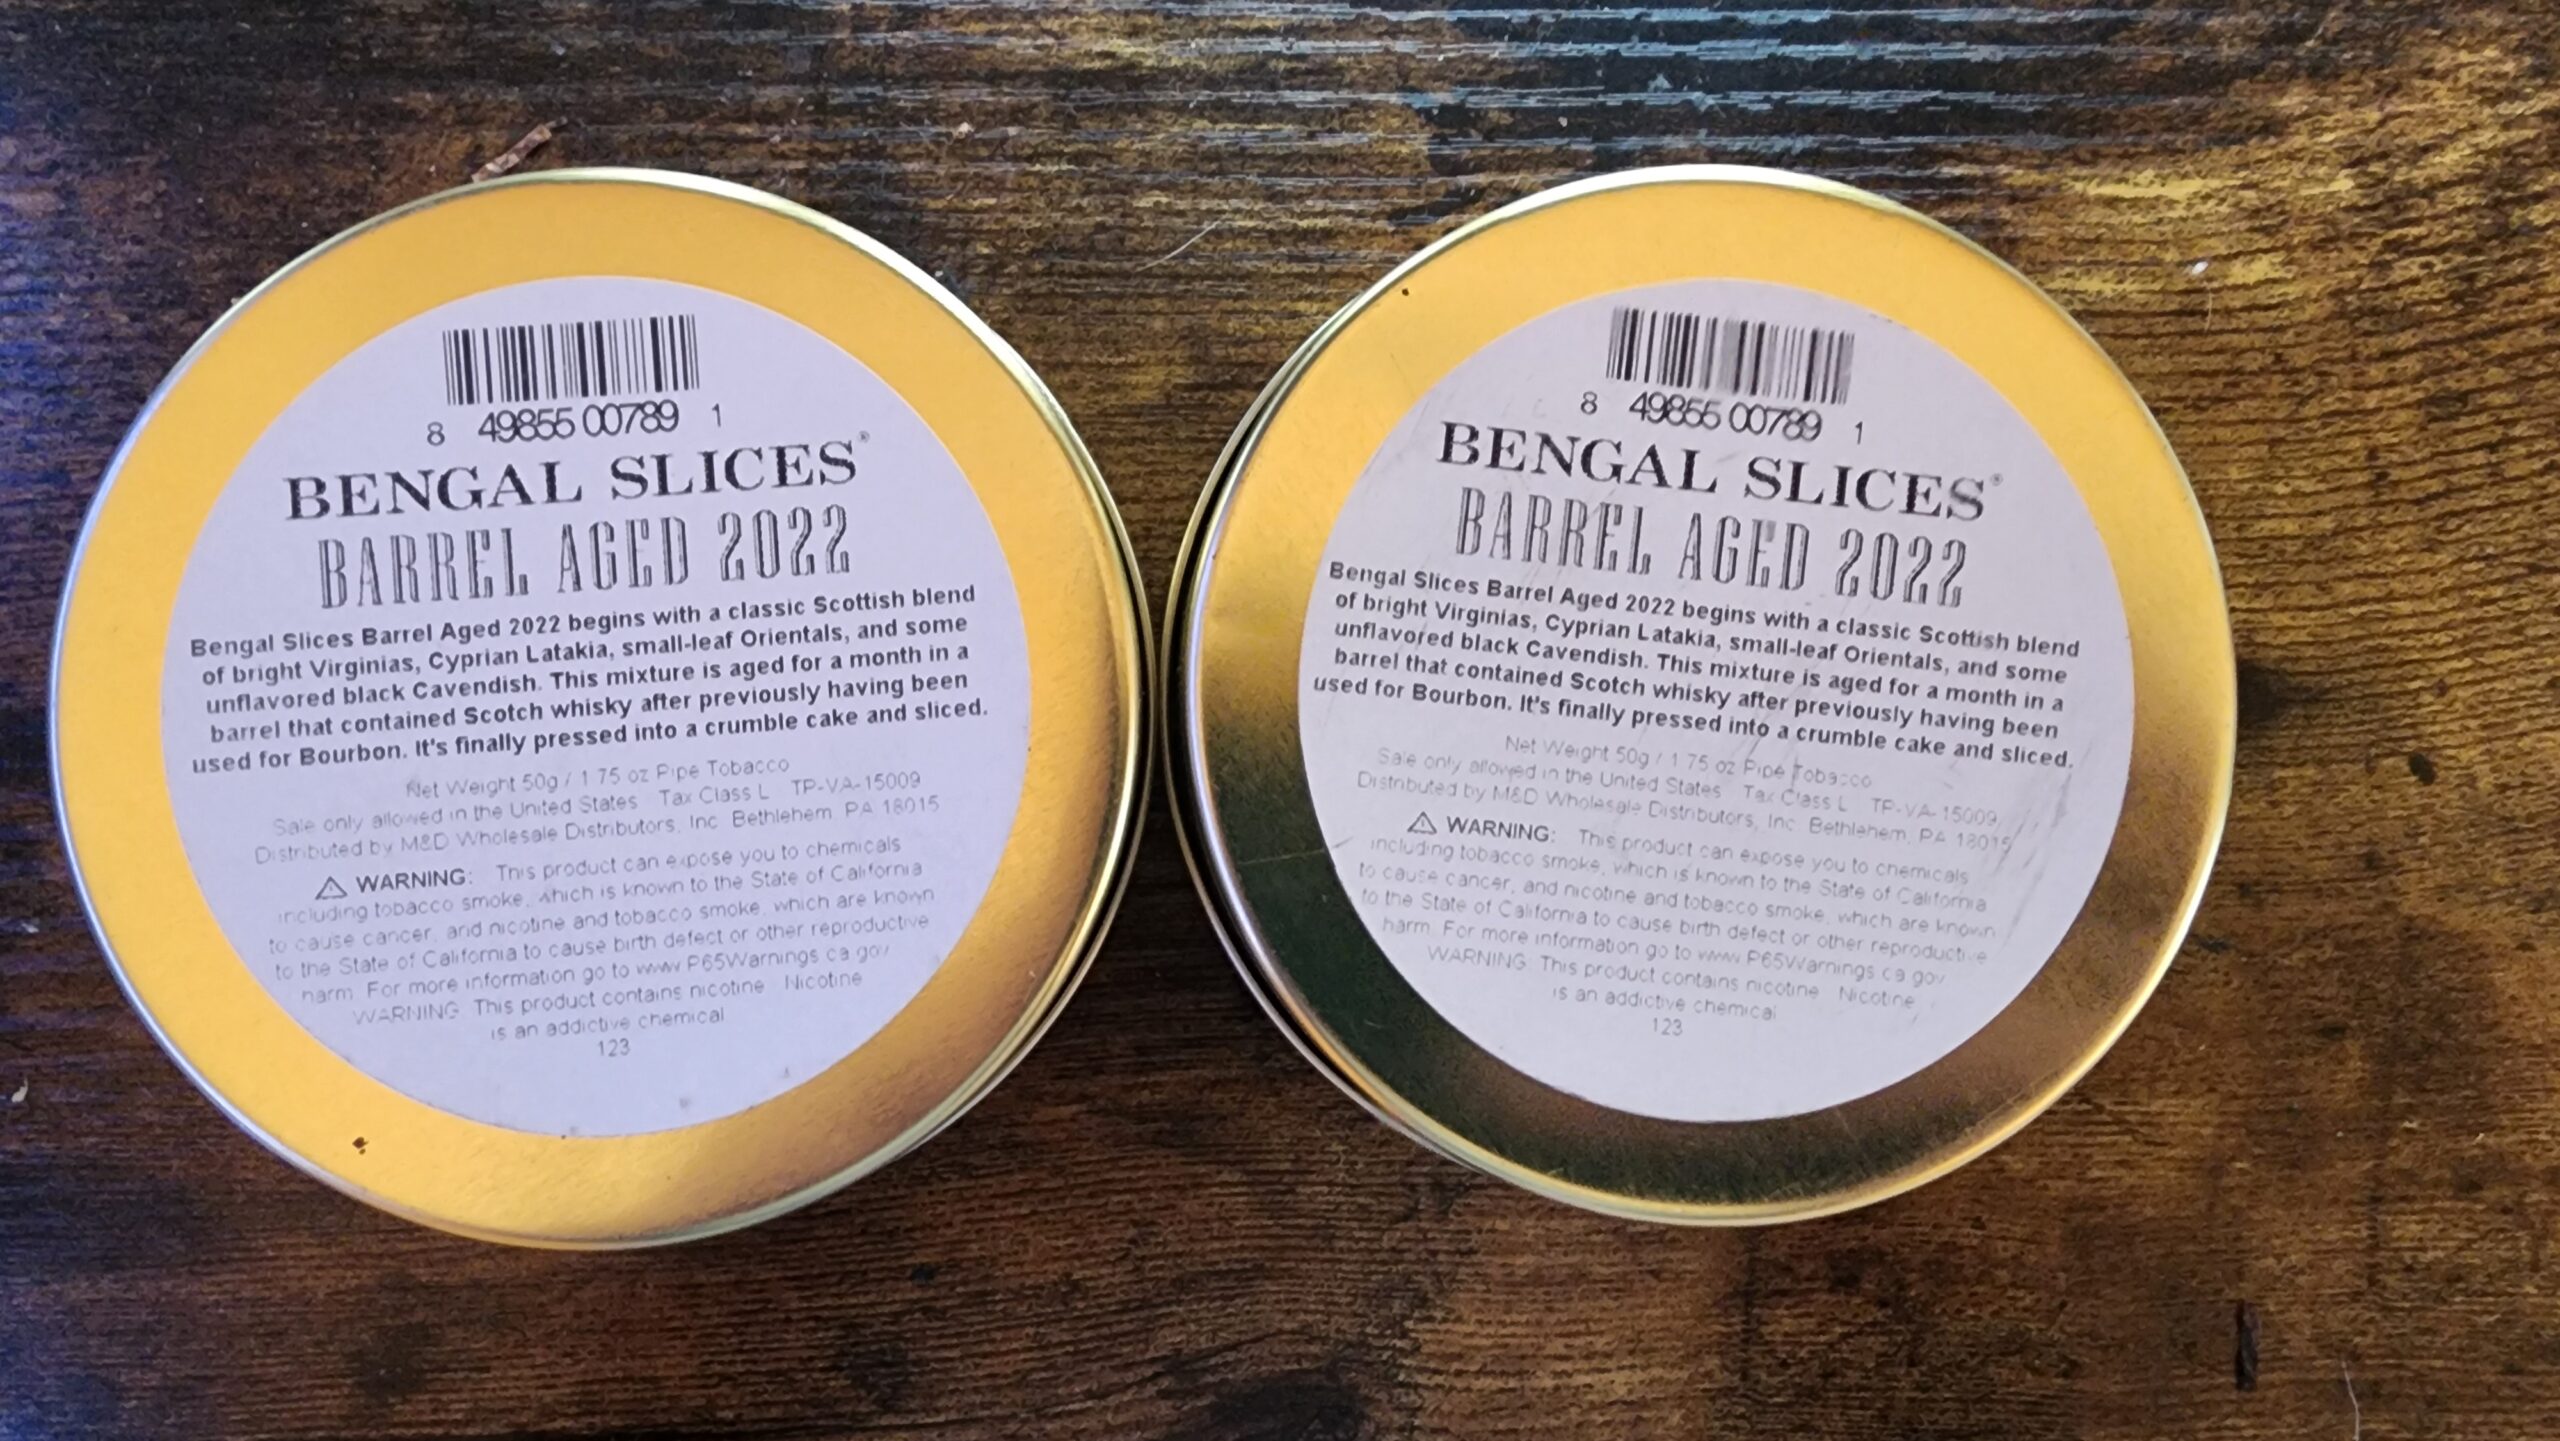 8 49855 00789 1
BENGAL SLICES®
BARREL AGED 2022
Bengal Slices Barrel Aged 2022 begins with a classic Scottish blend
of bright Virginias, Cyprian Latakia, small-leaf Orientals, and some
unflavored black Cavendish. This mixture is aged for a month in a
barrel that contained Scotch whisky after previously having been
used for Bourbon. It's finally pressed into a crumble cake and sliced.
Net Weight 50g / 1.75 oz Pipe Tobacco
Sale only allowed in the United States Tax Class L TP-VA-15009
Distributed by M&D Wholesale Distributors, Inc. Bethlehem, PA 18015
⚠ WARNING: This product can expose you to chemicals
including tobacco smoke, which is known to the State of California
to cause cancer, and nicotine and tobacco smoke, which are known
to the State of California to cause birth defect or other reproductive
harm. For more information go to www.P65Warnings.ca.gov
WARNING: This product contains nicotine. Nicotine
is an addictive chemical
123
8 49855 00789 1
BENGAL SLICES®
BARREL AGED 2022
Bengal Slices Barrel Aged 2022 begins with a classic Scottish blend
of bright Virginias, Cyprian Latakia, small-leaf Orientals, and some
unflavored black Cavendish. This mixture is aged for a month in a
barrel that contained Scotch whisky after previously having been
used for Bourbon. It's finally pressed into a crumble cake and sliced.
Net Weight 50g / 1.75 oz Pipe Tobacco
Sale only allowed in the United States Tax Class L TP-VA-15009
Distributed by M&D Wholesale Distributors, Inc. Bethlehem, PA 18015
⚠ WARNING: This product can expose you to chemicals
including tobacco smoke, which is known to the State of California
to cause cancer, and nicotine and tobacco smoke, which are known
to the State of California to cause birth defect or other reproductive
harm. For more information go to www.P65Warnings.ca.gov
WARNING: This product contains nicotine. Nicotine
is an addictive chemical
123